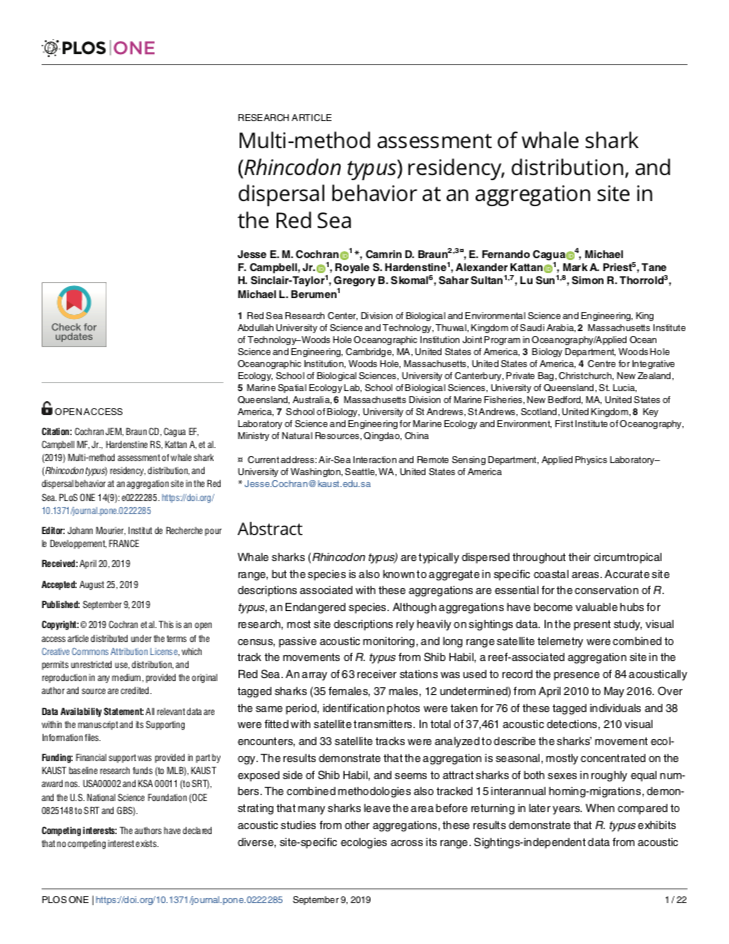 PLOS ONE
RESEARCH ARTICLE
Multi-method assessment of whale shark
(Rhincodon typus) residency, distribution, and
dispersal behavior at an aggregation site in
the Red Sea
Jesse E. M. Cochran 1*, Camrin D. Braun2,3¤, E. Fernando Cagua 4, Michael
F. Campbell, Jr. 1, Royale S. Hardenstine1, Alexander Kattan 1, Mark A. Priest5, Tane
H. Sinclair-Taylor1, Gregory B. Skomal6, Sahar Sultan1,7, Lu Sun1,8, Simon R. Thorrold3,
Michael L. Berumen1
1 Red Sea Research Center, Division of Biological and Environmental Science and Engineering, King
Abdullah University of Science and Technology, Thuwal, Kingdom of Saudi Arabia, 2 Massachusetts Institute
of Technology–Woods Hole Oceanographic Institution Joint Program in Oceanography/Applied Ocean
Science and Engineering, Cambridge, MA, United States of America, 3 Biology Department, Woods Hole
Oceanographic Institution, Woods Hole, Massachusetts, United States of America, 4 Centre for Integrative
Ecology, School of Biological Sciences, University of Canterbury, Private Bag, Christchurch, New Zealand,
5 Marine Spatial Ecology Lab, School of Biological Sciences, University of Queensland, St. Lucia,
Queensland, Australia, 6 Massachusetts Division of Marine Fisheries, New Bedford, MA, United States of
America, 7 School of Biology, University of St Andrews, St Andrews, Scotland, United Kingdom, 8 Key
Laboratory of Science and Engineering for Marine Ecology and Environment, First Institute of Oceanography,
Ministry of Natural Resources, Qingdao, China
¤ Current address: Air-Sea Interaction and Remote Sensing Department, Applied Physics Laboratory–
University of Washington, Seattle, WA, United States of America
* Jesse.Cochran@kaust.edu.sa
Check for
updates
OPEN ACCESS
Citation: Cochran JEM, Braun CD, Cagua EF,
Campbell MF, Jr., Hardenstine RS, Kattan A, et al.
(2019) Multi-method assessment of whale shark
(Rhincodon typus) residency, distribution, and
dispersal behavior at an aggregation site in the Red
Sea. PLoS ONE 14(9): e0222285. https://doi.org/
10.1371/journal.pone.0222285
Editor: Johann Mourier, Institut de Recherche pour
le Developpement, FRANCE
Received: April 20, 2019
Accepted: August 25, 2019
Published: September 9, 2019
Copyright: © 2019 Cochran et al. This is an open
access article distributed under the terms of the
Creative Commons Attribution License, which
permits unrestricted use, distribution, and
reproduction in any medium, provided the original
author and source are credited.
Data Availability Statement: All relevant data are
within the manuscript and its Supporting
Information files.
Funding: Financial support was provided in part by
KAUST baseline research funds (to MLB), KAUST
award nos. USA00002 and KSA 00011 (to SRT),
and the U.S. National Science Foundation (OCE
0825148 to SRT and GBS).
Competing interests: The authors have declared
that no competing interest exists.
Abstract
Whale sharks (Rhincodon typus) are typically dispersed throughout their circumtropical
range, but the species is also known to aggregate in specific coastal areas. Accurate site
descriptions associated with these aggregations are essential for the conservation of R.
typus, an Endangered species. Although aggregations have become valuable hubs for
research, most site descriptions rely heavily on sightings data. In the present study, visual
census, passive acoustic monitoring, and long range satellite telemetry were combined to
track the movements of R. typus from Shib Habil, a reef-associated aggregation site in the
Red Sea. An array of 63 receiver stations was used to record the presence of 84 acoustically
tagged sharks (35 females, 37 males, 12 undetermined) from April 2010 to May 2016. Over
the same period, identification photos were taken for 76 of these tagged individuals and 38
were fitted with satellite transmitters. In total of 37,461 acoustic detections, 210 visual
encounters, and 33 satellite tracks were analyzed to describe the sharks’ movement ecol-
ogy. The results demonstrate that the aggregation is seasonal, mostly concentrated on the
exposed side of Shib Habil, and seems to attract sharks of both sexes in roughly equal num-
bers. The combined methodologies also tracked 15 interannual homing-migrations, demon-
strating that many sharks leave the area before returning in later years. When compared to
acoustic studies from other aggregations, these results demonstrate that R. typus exhibits
diverse, site-specific ecologies across its range. Sightings-independent data from acoustic
PLOS ONE | https://doi.org/10.1371/journal.pone.0222285 September 9, 2019
1 / 22